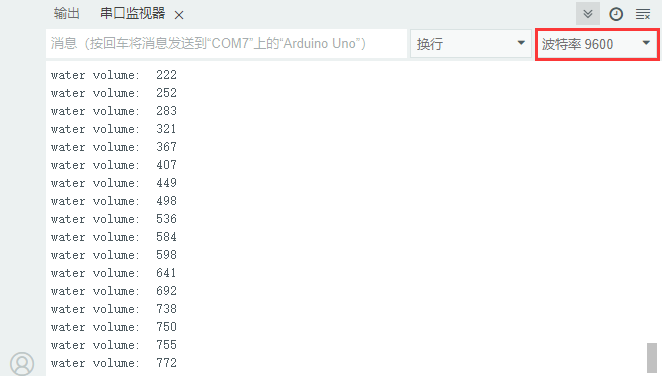 输出 串口监视器
消息（按回车将消息发送到“COM7”上的“Arduino Uno”）
换行
波特率 9600
water volume: 222
water volume: 252
water volume: 283
water volume: 321
water volume: 367
water volume: 407
water volume: 449
water volume: 498
water volume: 536
water volume: 584
water volume: 598
water volume: 641
water volume: 692
water volume: 738
water volume: 750
water volume: 755
water volume: 772